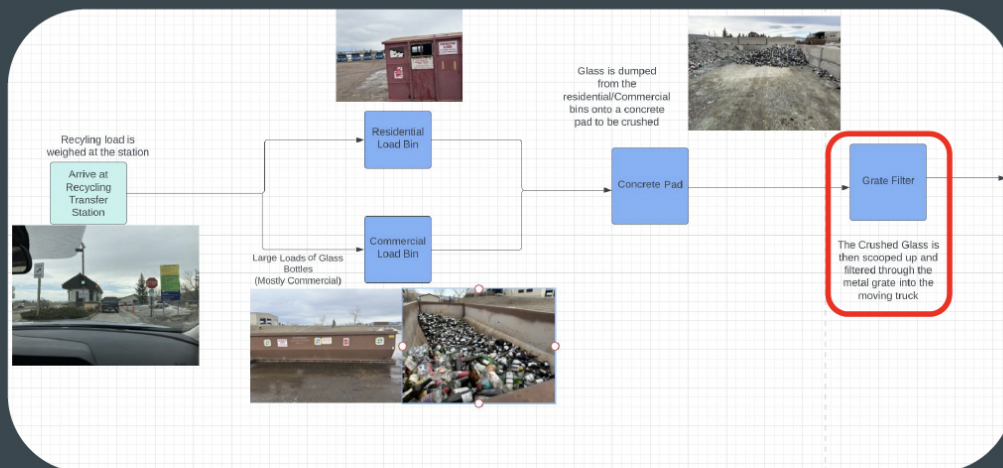 Recyling load is
weighed at the station
Arrive at
Recycling
Transfer
Station
Residential
Load Bin
Large Loads of Glass
Bottles
(Mostly Commercial)
Commercial
Load Bin
Glass is dumped
from the
residential/Commercial
bins onto a concrete
pad to be crushed
Concrete Pad
Grate Filter
The Crushed Glass is
then scooped up and
filtered through the
metal grate into the
moving truck